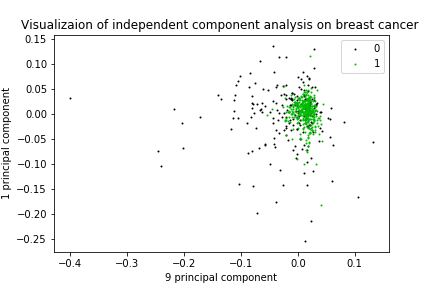 Visualizaion of independent component analysis on breast cancer
0.15
0.10
0.05
0.00
−0.05
−0.10
−0.15
−0.20
−0.25
1 principal component
0
1
−0.4 −0.3 −0.2 −0.1 0.0 0.1
9 principal component